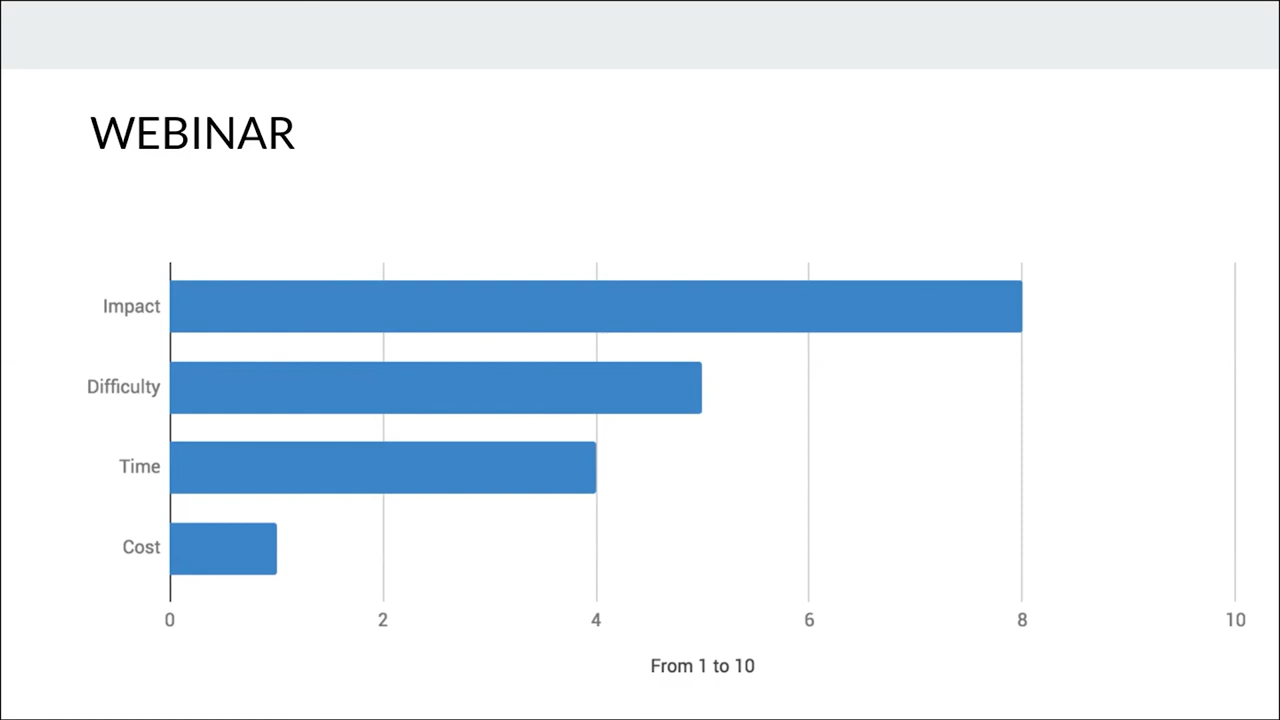 WEBINAR
Impact
Difficulty
Time
Cost
0 2 4 6 8 10
From 1 to 10